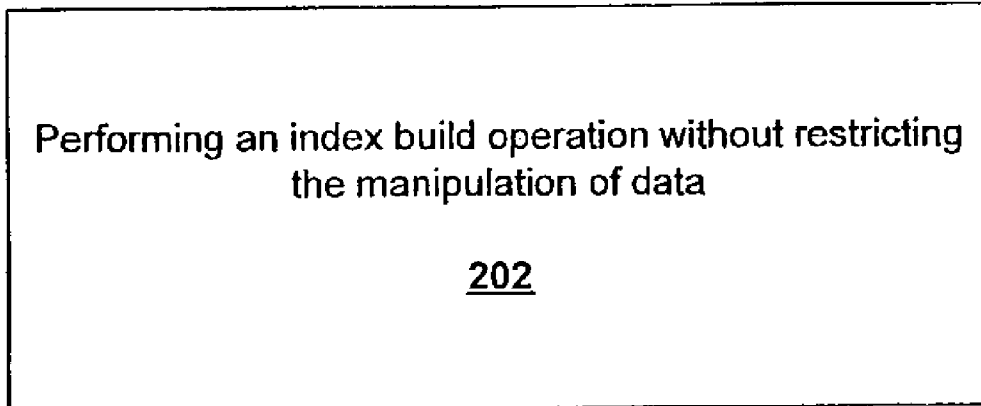 Performing an index build operation without restricting
the manipulation of data
202